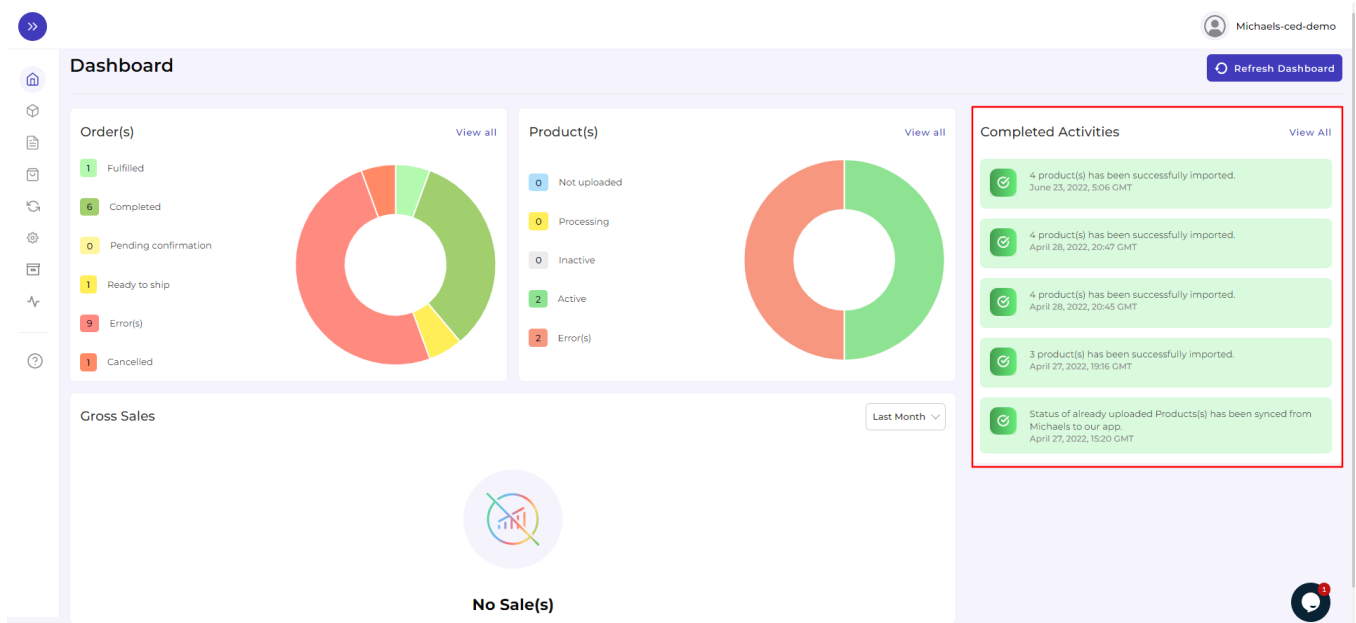 Michaels-ced-demo
Dashboard
Refresh Dashboard
Order(s)
View all
1 Fulfilled
6 Completed
0 Pending confirmation
1 Ready to ship
9 Error(s)
1 Cancelled
Product(s)
View all
0 Not uploaded
0 Processing
0 Inactive
2 Active
2 Error(s)
Completed Activities
View All
4 product(s) has been successfully imported.
June 23, 2022, 5:06 GMT
4 product(s) has been successfully imported.
April 28, 2022, 20:47 GMT
4 product(s) has been successfully imported.
April 28, 2022, 20:45 GMT
3 product(s) has been successfully imported.
April 27, 2022, 19:16 GMT
Status of already uploaded Products(s) has been synced from
Michaels to our app.
April 27, 2022, 15:20 GMT
Gross Sales
Last Month
No Sale(s)
1